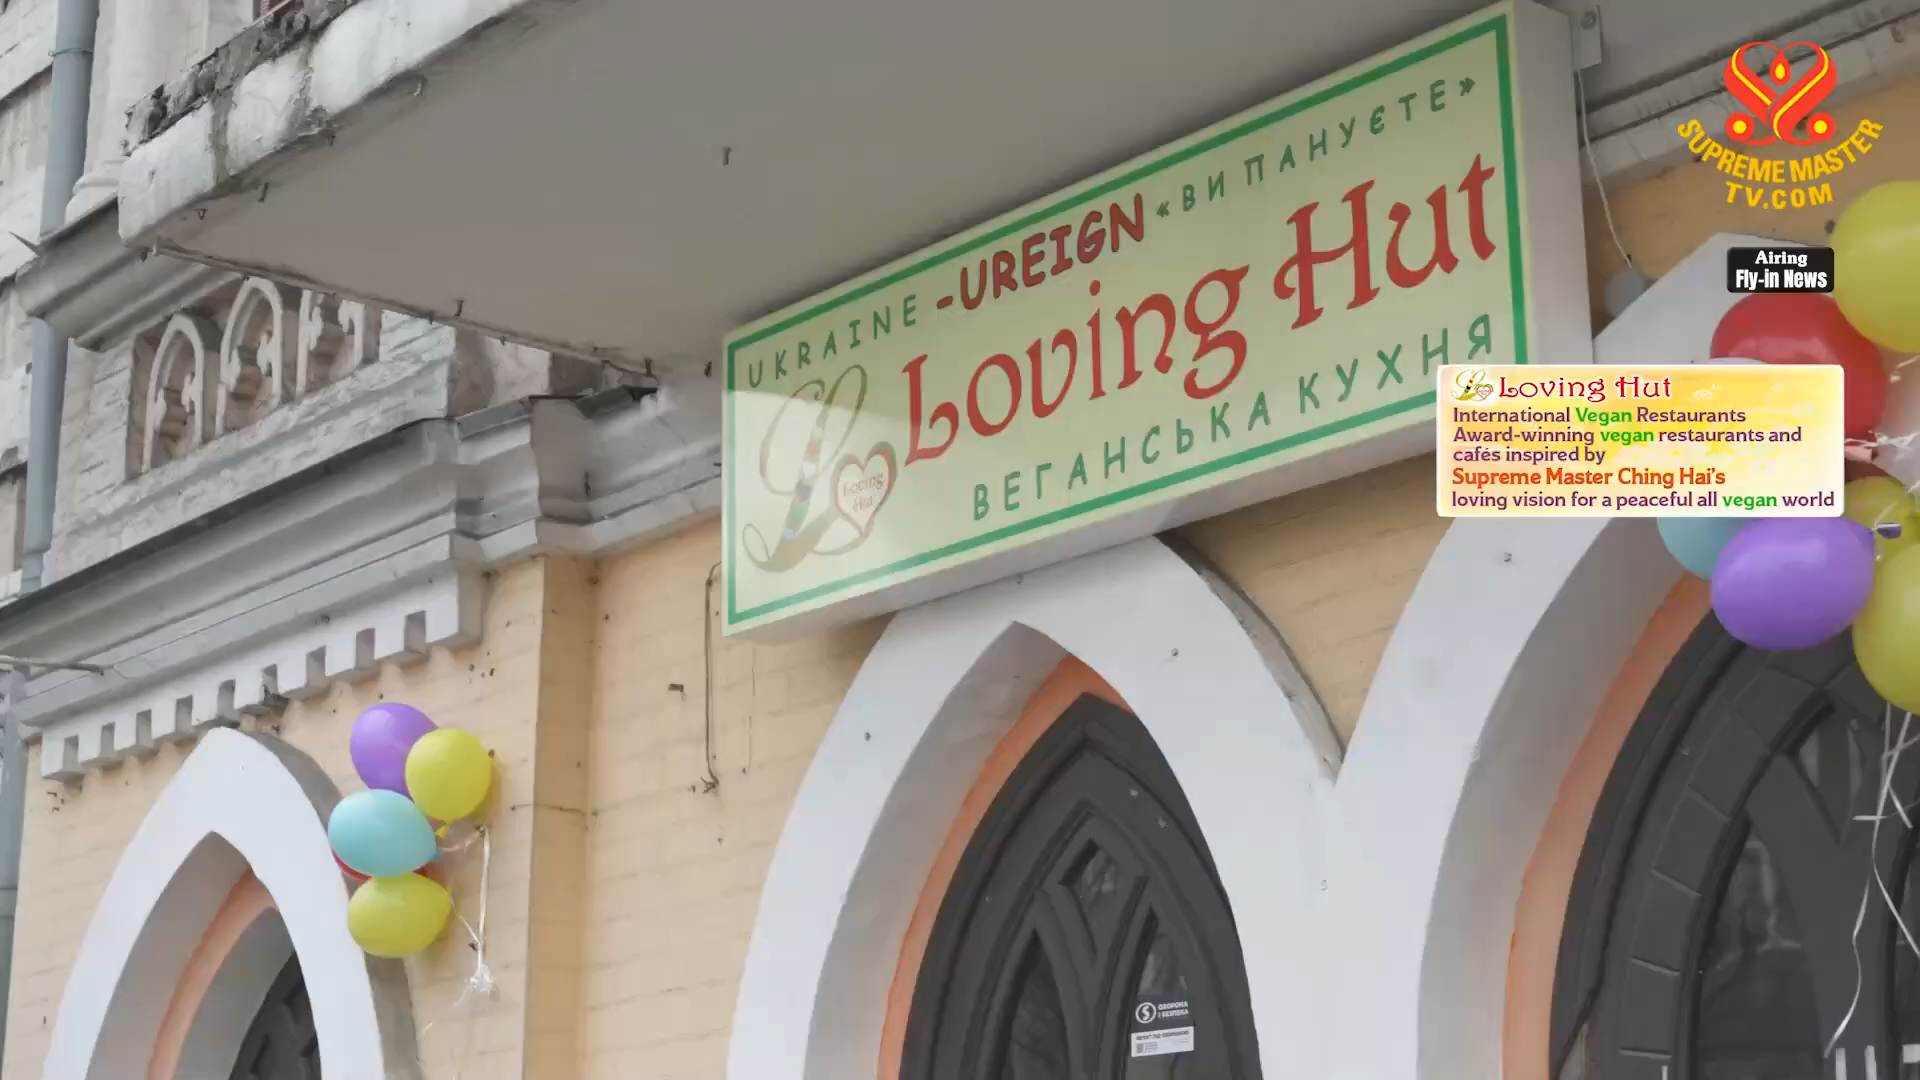 UKRAINE -UREIGN «ВИ ПАНУЄТЕ»
Loving Hut
Loving
Hut
ВЕГАНСЬКА КУХНЯ
SUPREME MASTER
TV.COM
Airing
Fly-in News
Loving Hut
International Vegan Restaurants
Award-winning vegan restaurants and
cafés inspired by
Supreme Master Ching Hai's
loving vision for a peaceful all vegan world
ОХОРОНА
І БЕЗПЕКА